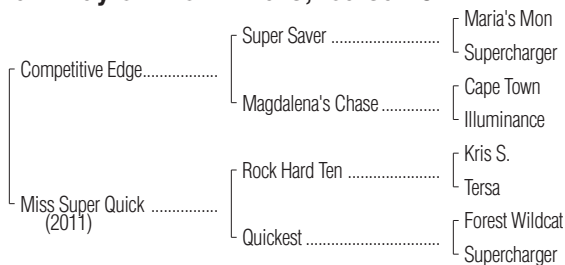 Maria's Mon
Super Saver ....................
Supercharger
Competitive Edge.................
Cape Town
Magdalena's Chase ..............
Illuminance
Kris S.
Rock Hard Ten ....................
Tersa
Miss Super Quick ...............
(2011)
Forest Wildcat
Quickest ...........................
Supercharger